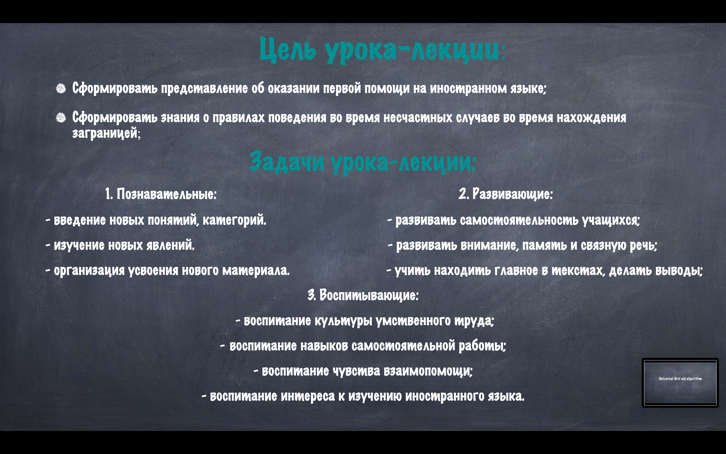 Цель урока-лекции:
Сформировать представление об оказании первой помощи на иностранном языке;
Сформировать знания о правилах поведения во время несчастных случаев во время нахождения
заграницей;
Задачи урока-лекции:
1. Познавательные:
- введение новых понятий, категорий.
- изучение новых явлений.
- организация усвоения нового материала.
2. Развивающие:
- развивать самостоятельность учащихся;
- развивать внимание, память и связную речь;
- учить находить главное в текстах, делать выводы;
3. Воспитывающие:
- воспитание культуры умственного труда;
- воспитание навыков самостоятельной работы;
- воспитание чувства взаимопомощи;
- воспитание интереса к изучению иностранного языка.